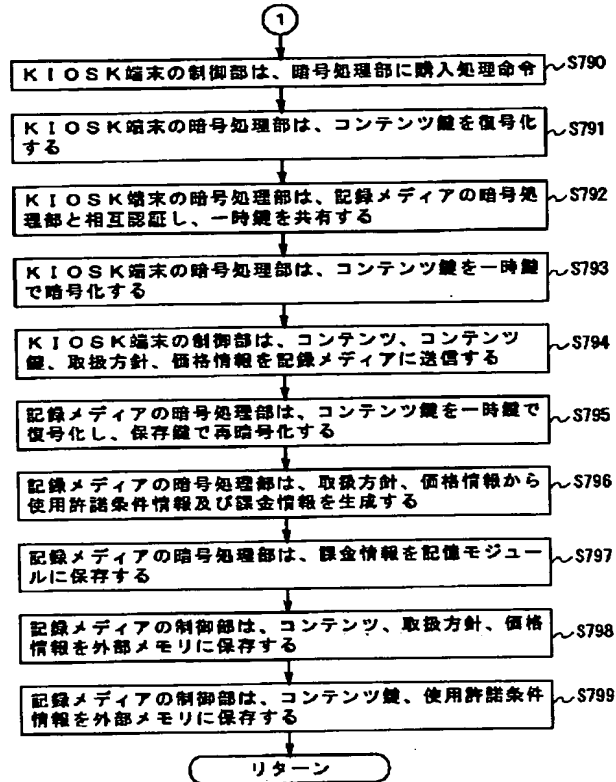 1
KIOSK端末の制御部は、暗号処理部に購入処理命令
S790
KIOSK端末の暗号処理部は、コンテンツ鍵を復号化
する
S791
KIOSK端末の暗号処理部は、記録メディアの暗号処
理部と相互認証し、一時鍵を共有する
S792
KIOSK端末の暗号処理部は、コンテンツ鍵を一時鍵
で暗号化する
S793
KIOSK端末の制御部は、コンテンツ、コンテンツ
鍵、取扱方針、価格情報を記録メディアに送信する
S794
記録メディアの暗号処理部は、コンテンツ鍵を一時鍵で
復号化し、保存鍵で再暗号化する
S795
記録メディアの暗号処理部は、取扱方針、価格情報から
使用許諾条件情報及び課金情報を生成する
S796
記録メディアの暗号処理部は、課金情報を記憶モジュー
ルに保存する
S797
記録メディアの制御部は、コンテンツ、取扱方針、価格
情報を外部メモリに保存する
S798
記録メディアの制御部は、コンテンツ鍵、使用許諾条件
情報を外部メモリに保存する
S799
リターン